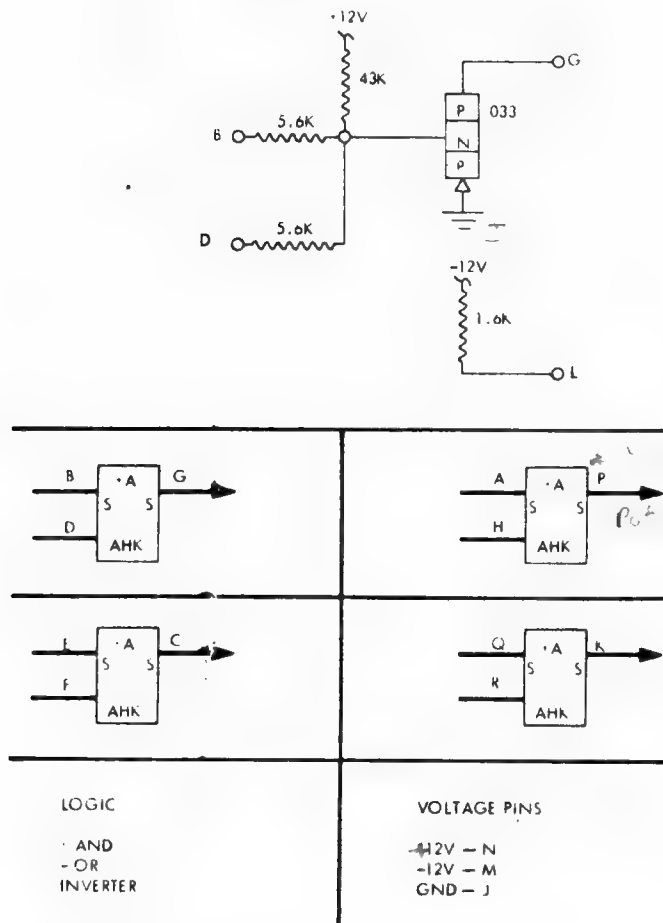 +12V
43K
G
P 033
N
P
B 5.6K
D 5.6K
-12V
1.6K
L
B +A G
S S
D
AHK
A +A P
S S
H
AHK
E +A C
S S
F
AHK
Q +A K
S S
R
AHK
LOGIC
+ AND
- OR
INVERTER
VOLTAGE PINS
+12V — N
-12V — M
GND — J